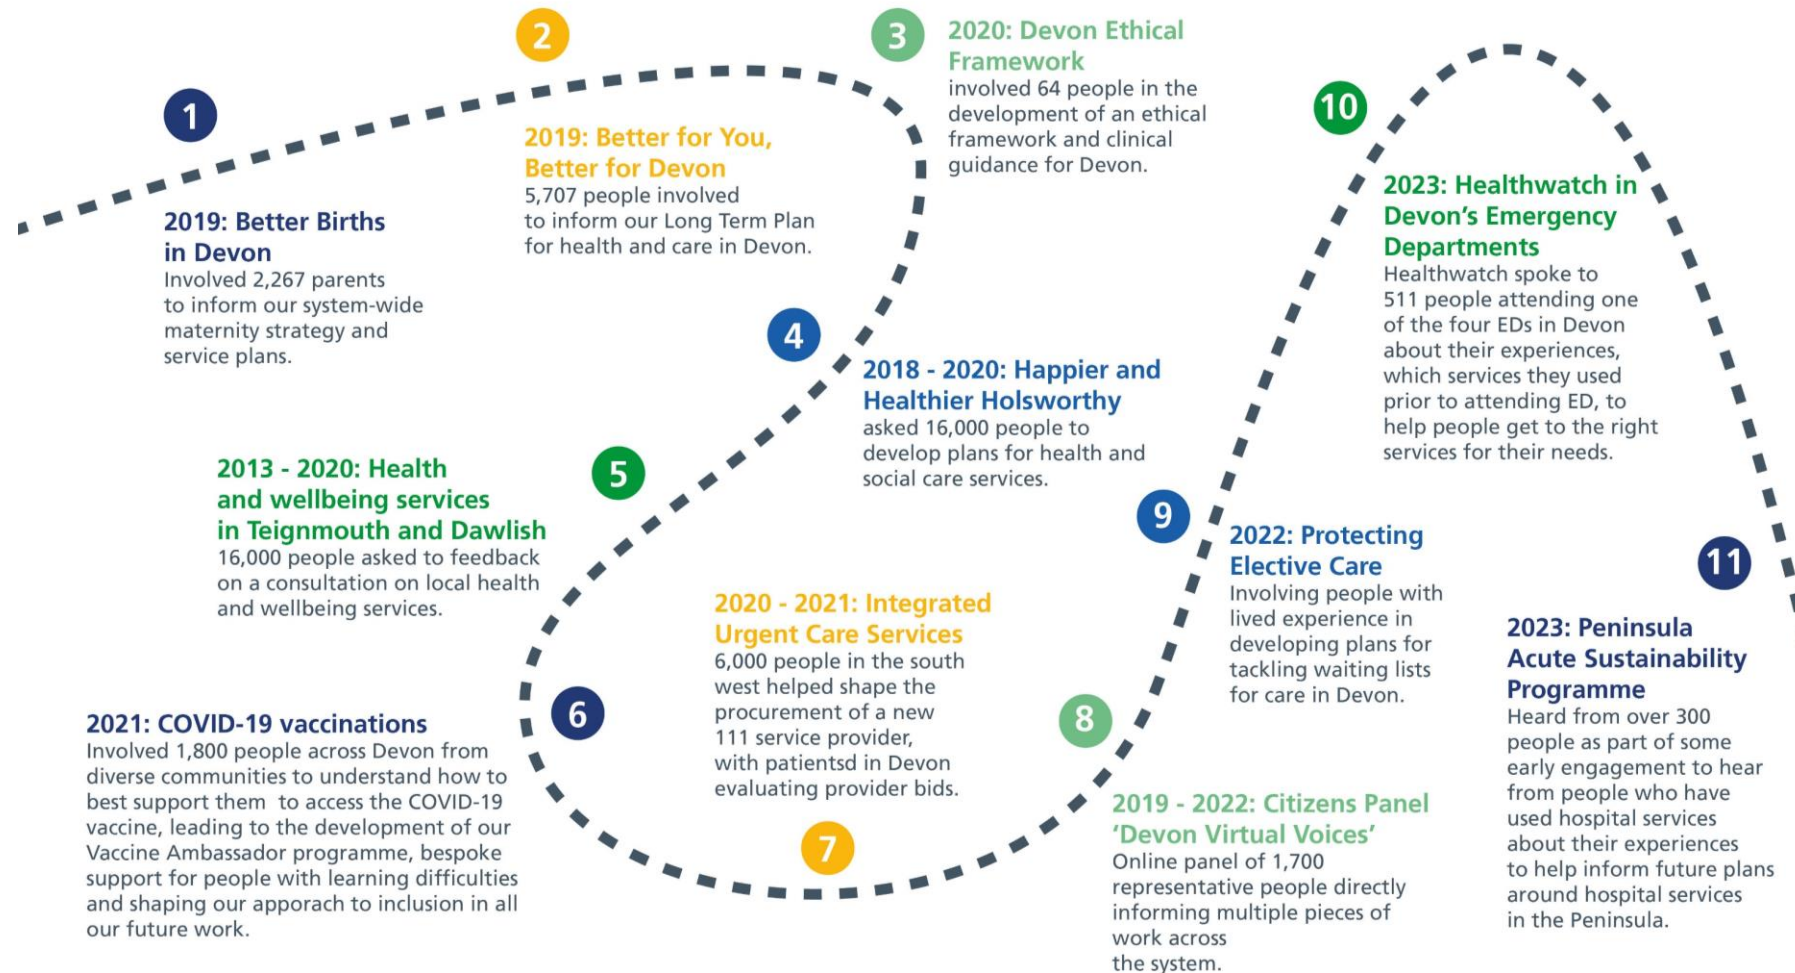 1
2019: Better Births
in Devon
Involved 2,267 parents
to inform our system-wide
maternity strategy and
service plans.
2
2019: Better for You,
Better for Devon
5,707 people involved
to inform our Long Term Plan
for health and care in Devon.
3
2020: Devon Ethical
Framework
involved 64 people in the
development of an ethical
framework and clinical
guidance for Devon.
4
2018 - 2020: Happier and
Healthier Holsworthy
asked 16,000 people to
develop plans for health and
social care services.
5
2013 - 2020: Health
and wellbeing services
in Teignmouth and Dawlish
16,000 people asked to feedback
on a consultation on local health
and wellbeing services.
6
2021: COVID-19 vaccinations
Involved 1,800 people across Devon from
diverse communities to understand how to
best support them  to access the COVID-19
vaccine, leading to the development of our
Vaccine Ambassador programme, bespoke
support for people with learning difficulties
and shaping our apporach to inclusion in all
our future work.
7
2020 - 2021: Integrated
Urgent Care Services
6,000 people in the south
west helped shape the
procurement of a new
111 service provider,
with patientsd in Devon
evaluating provider bids.
8
2019 - 2022: Citizens Panel
‘Devon Virtual Voices’
Online panel of 1,700
representative people directly
informing multiple pieces of
work across
the system.
9
2022: Protecting
Elective Care
Involving people with
lived experience in
developing plans for
tackling waiting lists
for care in Devon.
10
2023: Healthwatch in
Devon’s Emergency
Departments
Healthwatch spoke to
511 people attending one
of the four EDs in Devon
about their experiences,
which services they used
prior to attending ED, to
help people get to the right
services for their needs.
11
2023: Peninsula
Acute Sustainability
Programme
Heard from over 300
people as part of some
early engagement to hear
from people who have
used hospital services
about their experiences
to help inform future plans
around hospital services
in the Peninsula.